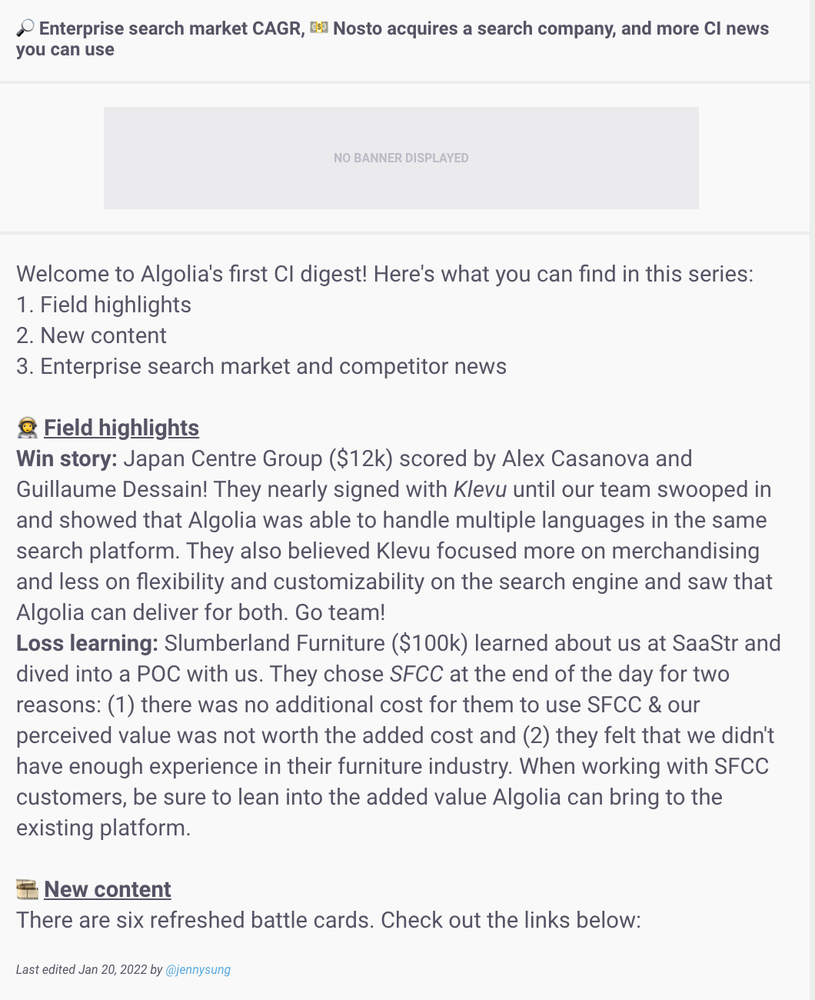 🔎 Enterprise search market CAGR, 💵 Nosto acquires a search company, and more CI news
you can use
NO BANNER DISPLAYED
Welcome to Algolia's first CI digest! Here's what you can find in this series:
1. Field highlights
2. New content
3. Enterprise search market and competitor news
👩‍🚀 Field highlights
Win story: Japan Centre Group ($12k) scored by Alex Casanova and
Guillaume Dessain! They nearly signed with Klevu until our team swooped in
and showed that Algolia was able to handle multiple languages in the same
search platform. They also believed Klevu focused more on merchandising
and less on flexibility and customizability on the search engine and saw that
Algolia can deliver for both. Go team!
Loss learning: Slumberland Furniture ($100k) learned about us at SaaStr and
dived into a POC with us. They chose SFCC at the end of the day for two
reasons: (1) there was no additional cost for them to use SFCC & our
perceived value was not worth the added cost and (2) they felt that we didn't
have enough experience in their furniture industry. When working with SFCC
customers, be sure to lean into the added value Algolia can bring to the
existing platform.
🎞️ New content
There are six refreshed battle cards. Check out the links below:
Last edited Jan 20, 2022 by @jennysung